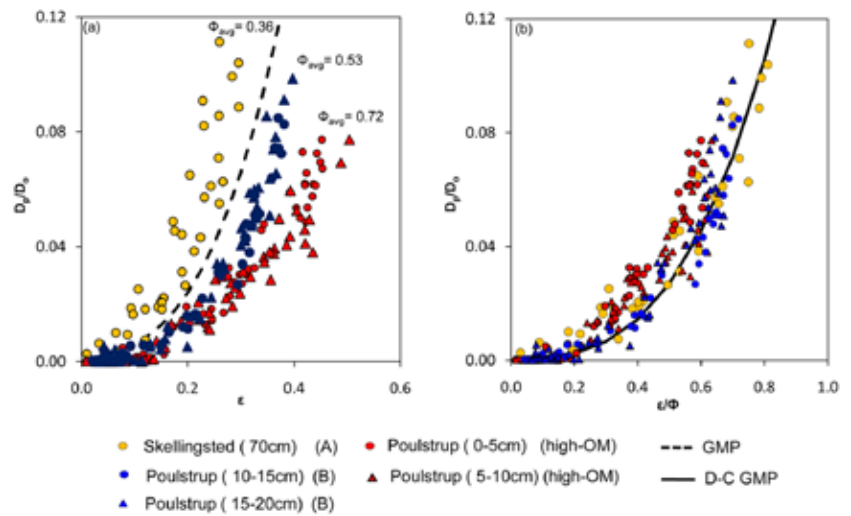 0.12
(a)
Φavg= 0.36
Φavg= 0.53
Φavg= 0.72
0.08
0.04
0.00
Dp/Do
0.0
0.2
0.4
0.6
ε
0.12
(b)
0.08
0.04
0.00
Dp/Do
0.0
0.2
0.4
0.6
0.8
1.0
ε/Φ
Skellingsted ( 70cm) (A)
Poulstrup ( 0-5cm) (high-OM)
GMP
Poulstrup ( 10-15cm) (B)
Poulstrup ( 5-10cm) (high-OM)
D-C GMP
Poulstrup ( 15-20cm) (B)